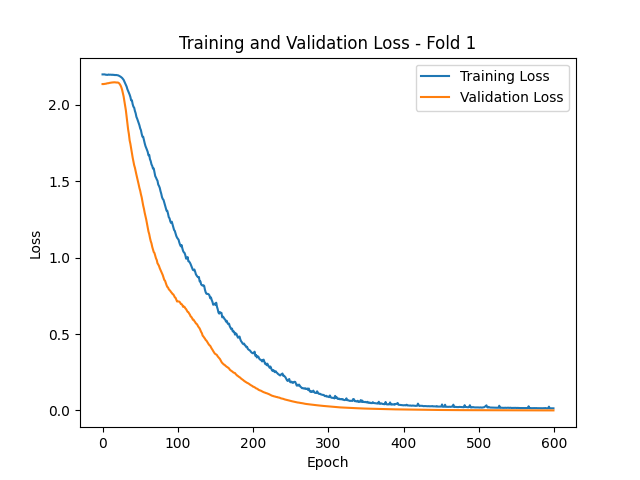 Training and Validation Loss - Fold 1
Training Loss
Validation Loss
2.0
1.5
1.0
0.5
0.0
Loss
0 100 200 300 400 500 600
Epoch